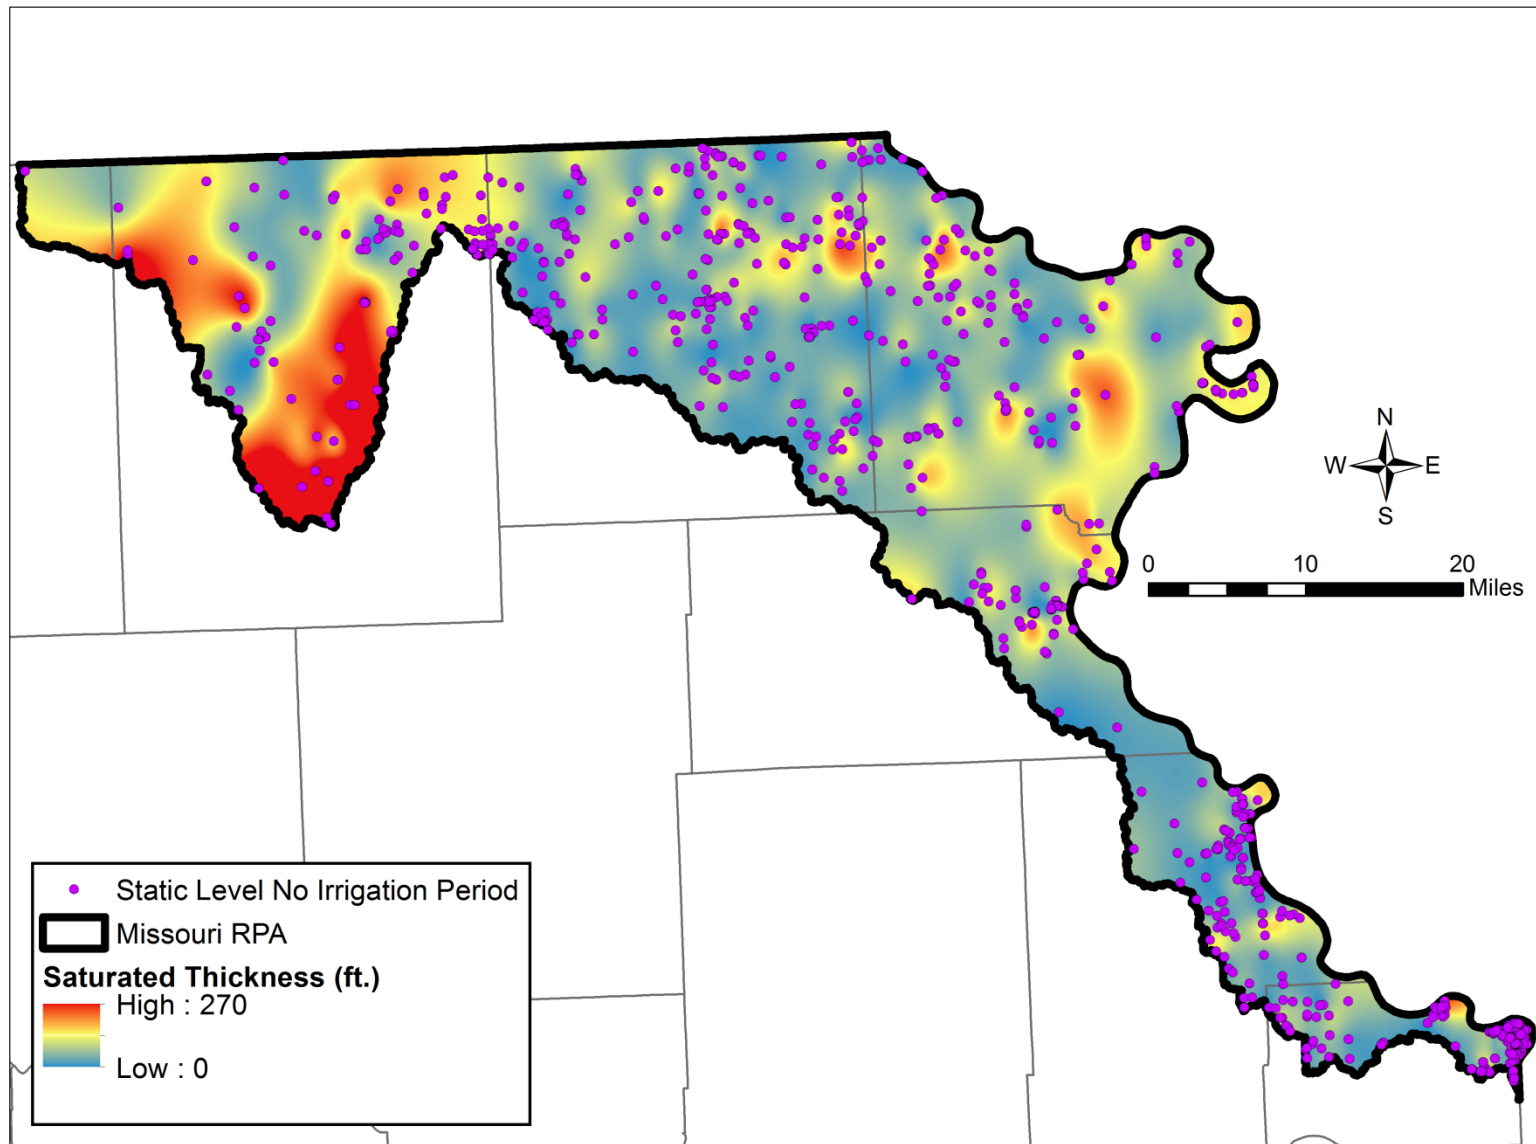 N
W E
S
0 10 20
Miles
Static Level No Irrigation Period
Missouri RPA
Saturated Thickness (ft.)
High : 270
Low : 0